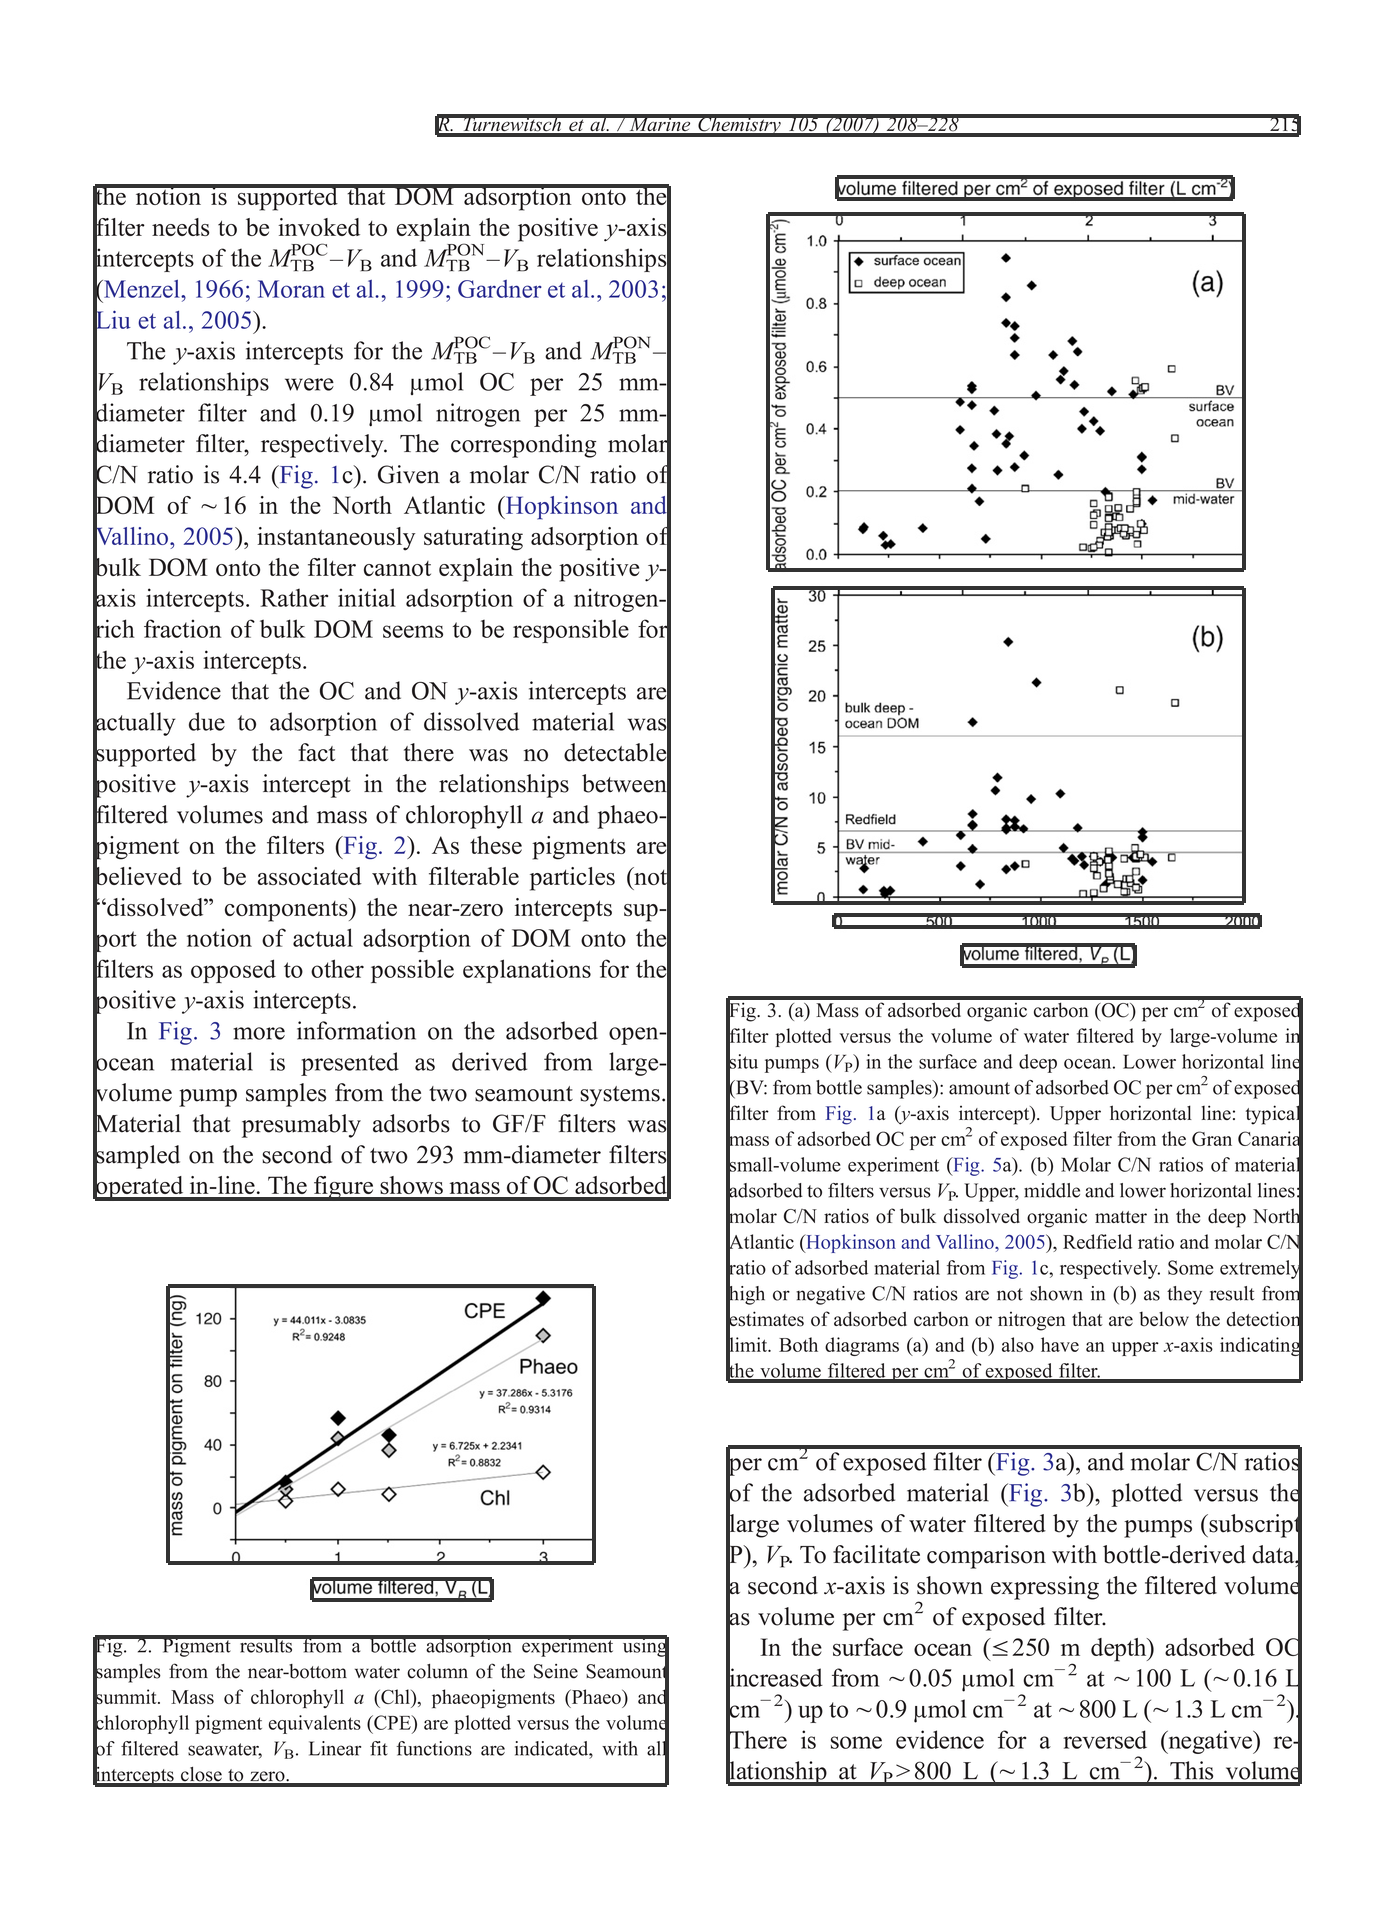 R. Turnewitsch et al. / Marine Chemistry 105 (2007) 208–228 215
the notion is supported that DOM adsorption onto the
filter needs to be invoked to explain the positive y-axis
intercepts of the M_TB^POC–V_B and M_TB^PON–V_B relationships
(Menzel, 1966; Moran et al., 1999; Gardner et al., 2003;
Liu et al., 2005).
The y-axis intercepts for the M_TB^POC–V_B and M_TB^PON–
V_B relationships were 0.84 μmol OC per 25 mm-
diameter filter and 0.19 μmol nitrogen per 25 mm-
diameter filter, respectively. The corresponding molar
C/N ratio is 4.4 (Fig. 1c). Given a molar C/N ratio of
DOM of ~16 in the North Atlantic (Hopkinson and
Vallino, 2005), instantaneously saturating adsorption of
bulk DOM onto the filter cannot explain the positive y-
axis intercepts. Rather initial adsorption of a nitrogen-
rich fraction of bulk DOM seems to be responsible for
the y-axis intercepts.
Evidence that the OC and ON y-axis intercepts are
actually due to adsorption of dissolved material was
supported by the fact that there was no detectable
positive y-axis intercept in the relationships between
filtered volumes and mass of chlorophyll a and phaeo-
pigment on the filters (Fig. 2). As these pigments are
believed to be associated with filterable particles (not
“dissolved” components) the near-zero intercepts sup-
port the notion of actual adsorption of DOM onto the
filters as opposed to other possible explanations for the
positive y-axis intercepts.
In Fig. 3 more information on the adsorbed open-
ocean material is presented as derived from large-
volume pump samples from the two seamount systems.
Material that presumably adsorbs to GF/F filters was
sampled on the second of two 293 mm-diameter filters
operated in-line. The figure shows mass of OC adsorbed
mass of pigment on filter (ng)
120
80
40
0
0 1 2 3
CPE
y = 44.011x - 3.0835
R² = 0.9248
Phaeo
y = 37.286x - 5.3176
R² = 0.9314
y = 6.725x + 2.2341
R² = 0.8832
Chl
volume filtered, V_B (L)
Fig. 2. Pigment results from a bottle adsorption experiment using
samples from the near-bottom water column of the Seine Seamount
summit. Mass of chlorophyll a (Chl), phaeopigments (Phaeo) and
chlorophyll pigment equivalents (CPE) are plotted versus the volume
of filtered seawater, V_B. Linear fit functions are indicated, with all
intercepts close to zero.
volume filtered per cm² of exposed filter (L cm⁻²)
0 1 2 3
adsorbed OC per cm² of exposed filter (μmole cm⁻²)
1.0
0.8
0.6
0.4
0.2
0.0
surface ocean
deep ocean
(a)
BV
surface
ocean
BV
mid-water
molar C/N of adsorbed organic matter
30
25
20
15
10
5
0
(b)
bulk deep -
ocean DOM
Redfield
BV mid-
water
0 500 1000 1500 2000
volume filtered, V_P (L)
Fig. 3. (a) Mass of adsorbed organic carbon (OC) per cm² of exposed
filter plotted versus the volume of water filtered by large-volume in
situ pumps (V_P) in the surface and deep ocean. Lower horizontal line
(BV: from bottle samples): amount of adsorbed OC per cm² of exposed
filter from Fig. 1a (y-axis intercept). Upper horizontal line: typical
mass of adsorbed OC per cm² of exposed filter from the Gran Canaria
small-volume experiment (Fig. 5a). (b) Molar C/N ratios of material
adsorbed to filters versus V_P. Upper, middle and lower horizontal lines:
molar C/N ratios of bulk dissolved organic matter in the deep North
Atlantic (Hopkinson and Vallino, 2005), Redfield ratio and molar C/N
ratio of adsorbed material from Fig. 1c, respectively. Some extremely
high or negative C/N ratios are not shown in (b) as they result from
estimates of adsorbed carbon or nitrogen that are below the detection
limit. Both diagrams (a) and (b) also have an upper x-axis indicating
the volume filtered per cm² of exposed filter.
per cm² of exposed filter (Fig. 3a), and molar C/N ratios
of the adsorbed material (Fig. 3b), plotted versus the
large volumes of water filtered by the pumps (subscript
P), V_P. To facilitate comparison with bottle-derived data,
a second x-axis is shown expressing the filtered volume
as volume per cm² of exposed filter.
In the surface ocean (≤250 m depth) adsorbed OC
increased from ~0.05 μmol cm⁻² at ~100 L (~0.16 L
cm⁻²) up to ~0.9 μmol cm⁻² at ~800 L (~1.3 L cm⁻²).
There is some evidence for a reversed (negative) re-
lationship at V_P>800 L (~1.3 L cm⁻²). This volume